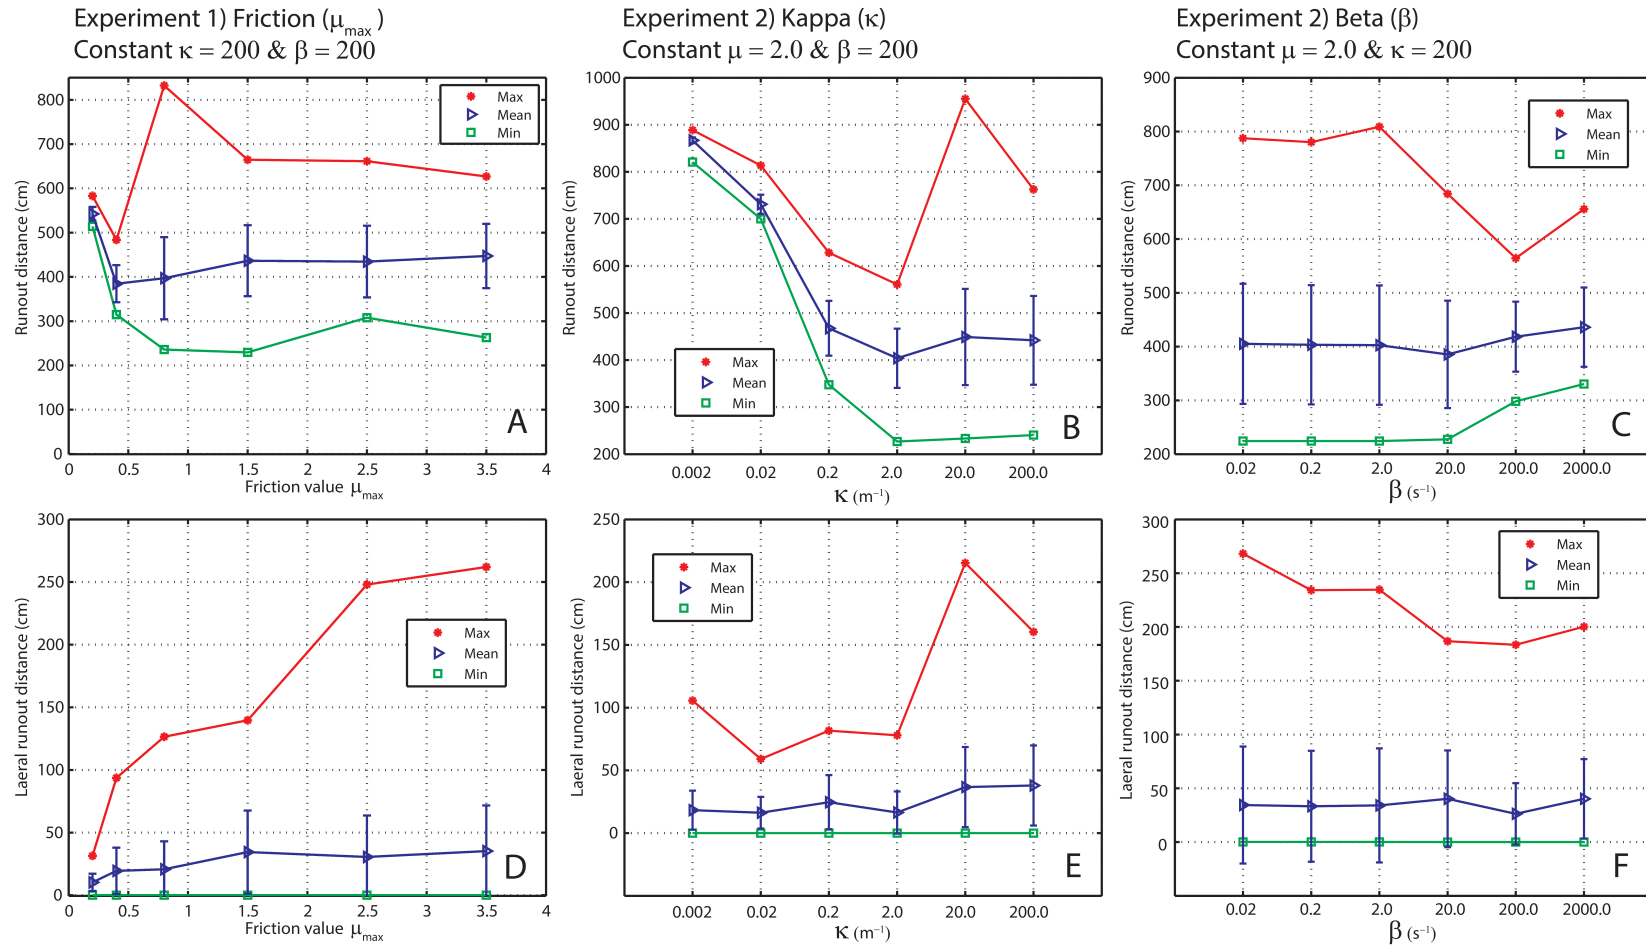 Experiment 1) Friction (μmax )
Constant κ = 200 & β = 200
Experiment 2) Kappa (κ)
Constant μ = 2.0 & β = 200
Experiment 2) Beta (β)
Constant μ = 2.0 & κ = 200
Runout distance (cm)
800
700
600
500
400
300
200
100
0
Max
Mean
Min
A
0 0.5 1 1.5 2 2.5 3 3.5 4
Friction value μmax
Runout distance (cm)
1000
900
800
700
600
500
400
300
200
Max
Mean
Min
B
0.002 0.02 0.2 2.0 20.0 200.0
κ (m⁻¹)
Runout distance (cm)
900
800
700
600
500
400
300
200
Max
Mean
Min
C
0.02 0.2 2.0 20.0 200.0 2000.0
β (s⁻¹)
Laeral runout distance (cm)
300
250
200
150
100
50
0
Max
Mean
Min
D
0 0.5 1 1.5 2 2.5 3 3.5 4
Friction value μmax
Laeral runout distance (cm)
250
200
150
100
50
0
Max
Mean
Min
E
0.002 0.02 0.2 2.0 20.0 200.0
κ (m⁻¹)
Laeral runout distance (cm)
300
250
200
150
100
50
0
Max
Mean
Min
F
0.02 0.2 2.0 20.0 200.0 2000.0
β (s⁻¹)